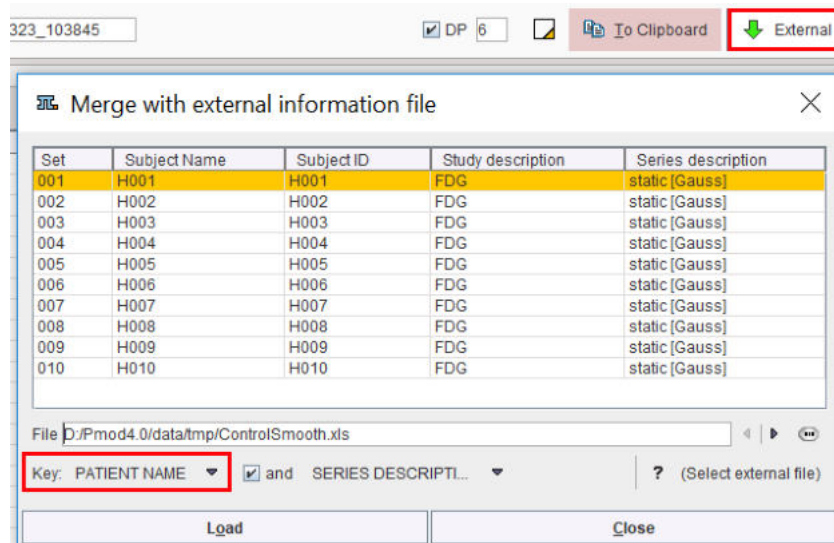 323_103845 DP 6 To Clipboard External
Merge with external information file
Set Subject Name Subject ID Study description Series description
001 H001 H001 FDG static [Gauss]
002 H002 H002 FDG static [Gauss]
003 H003 H003 FDG static [Gauss]
004 H004 H004 FDG static [Gauss]
005 H005 H005 FDG static [Gauss]
006 H006 H006 FDG static [Gauss]
007 H007 H007 FDG static [Gauss]
008 H008 H008 FDG static [Gauss]
009 H009 H009 FDG static [Gauss]
010 H010 H010 FDG static [Gauss]
File D:/Pmod4.0/data/tmp/ControlSmooth.xls
Key: PATIENT NAME and SERIES DESCRIPTI... ? (Select external file)
Load Close